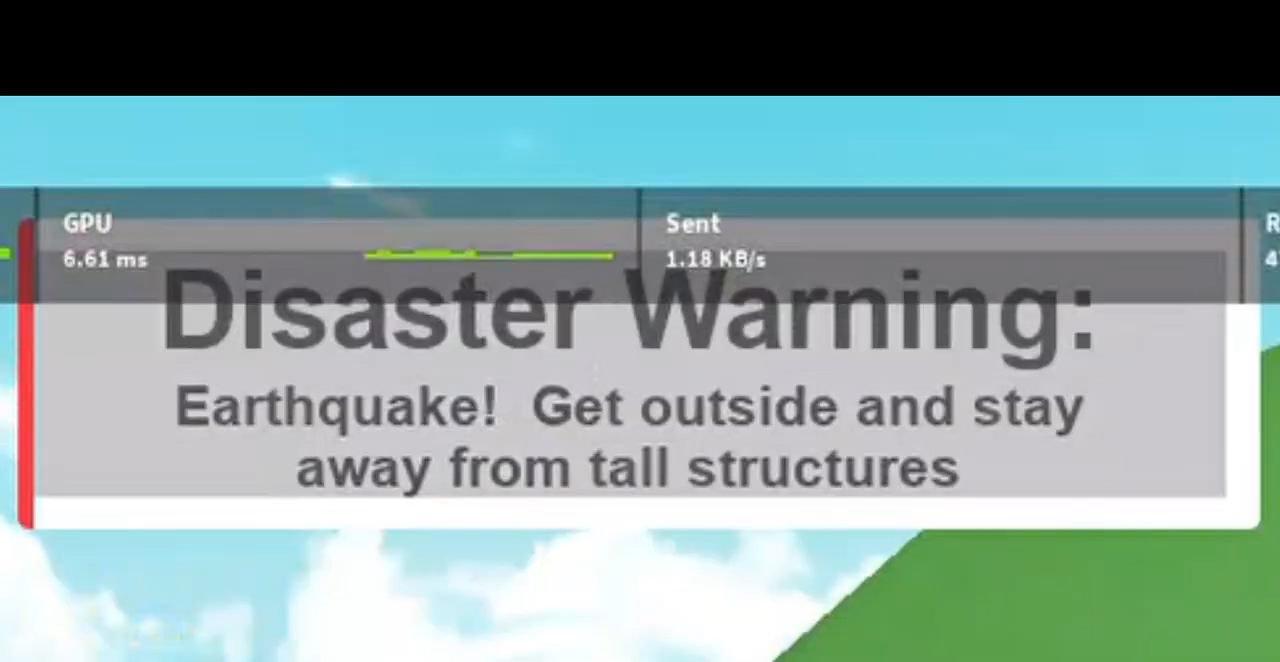 GPU
Sent
6.61 ms
1.18 KB/s
Disaster Warning:
Earthquake!  Get outside and stay
away from tall structures